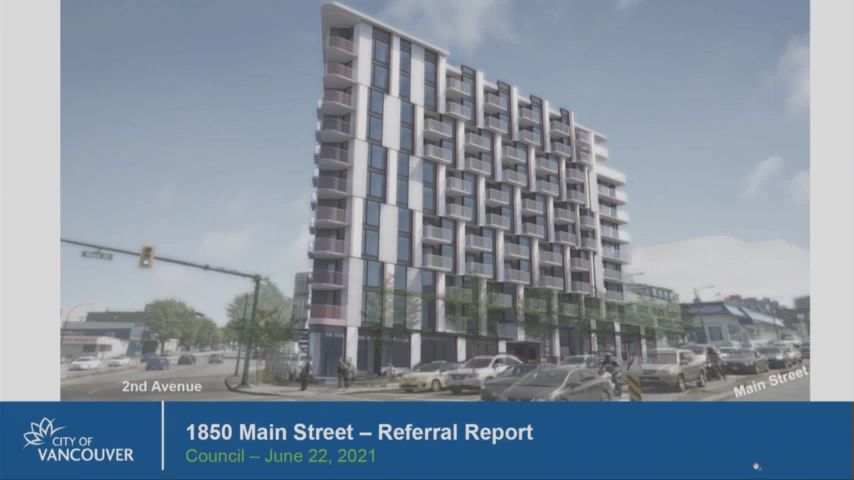 2nd Avenue
Main Street
CITY OF
VANCOUVER
1850 Main Street – Referral Report
Council – June 22, 2021